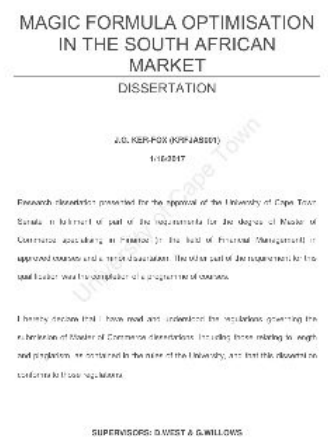 MAGIC FORMULA OPTIMISATION
IN THE SOUTH AFRICAN
MARKET
DISSERTATION
J.G. KER-FOX (KRFJAS001)
1/16/2017
Research dissertation presented for the approval of the University of Cape Town
Senate in fulfilment of part of the requirements for the degree of Master of
Commerce specialising in Finance (in the field of Financial Management) in
approved courses and a minor dissertation. The other part of the requirement for this
qualification was the completion of a programme of courses.
I hereby declare that I have read and understood the regulations governing the
submission of Master of Commerce dissertations, including those relating to length
and plagiarism, as contained in the rules of the University, and that this dissertation
conforms to those regulations.
SUPERVISORS: D.WEST & G.WILLOWS
University of Cape Town